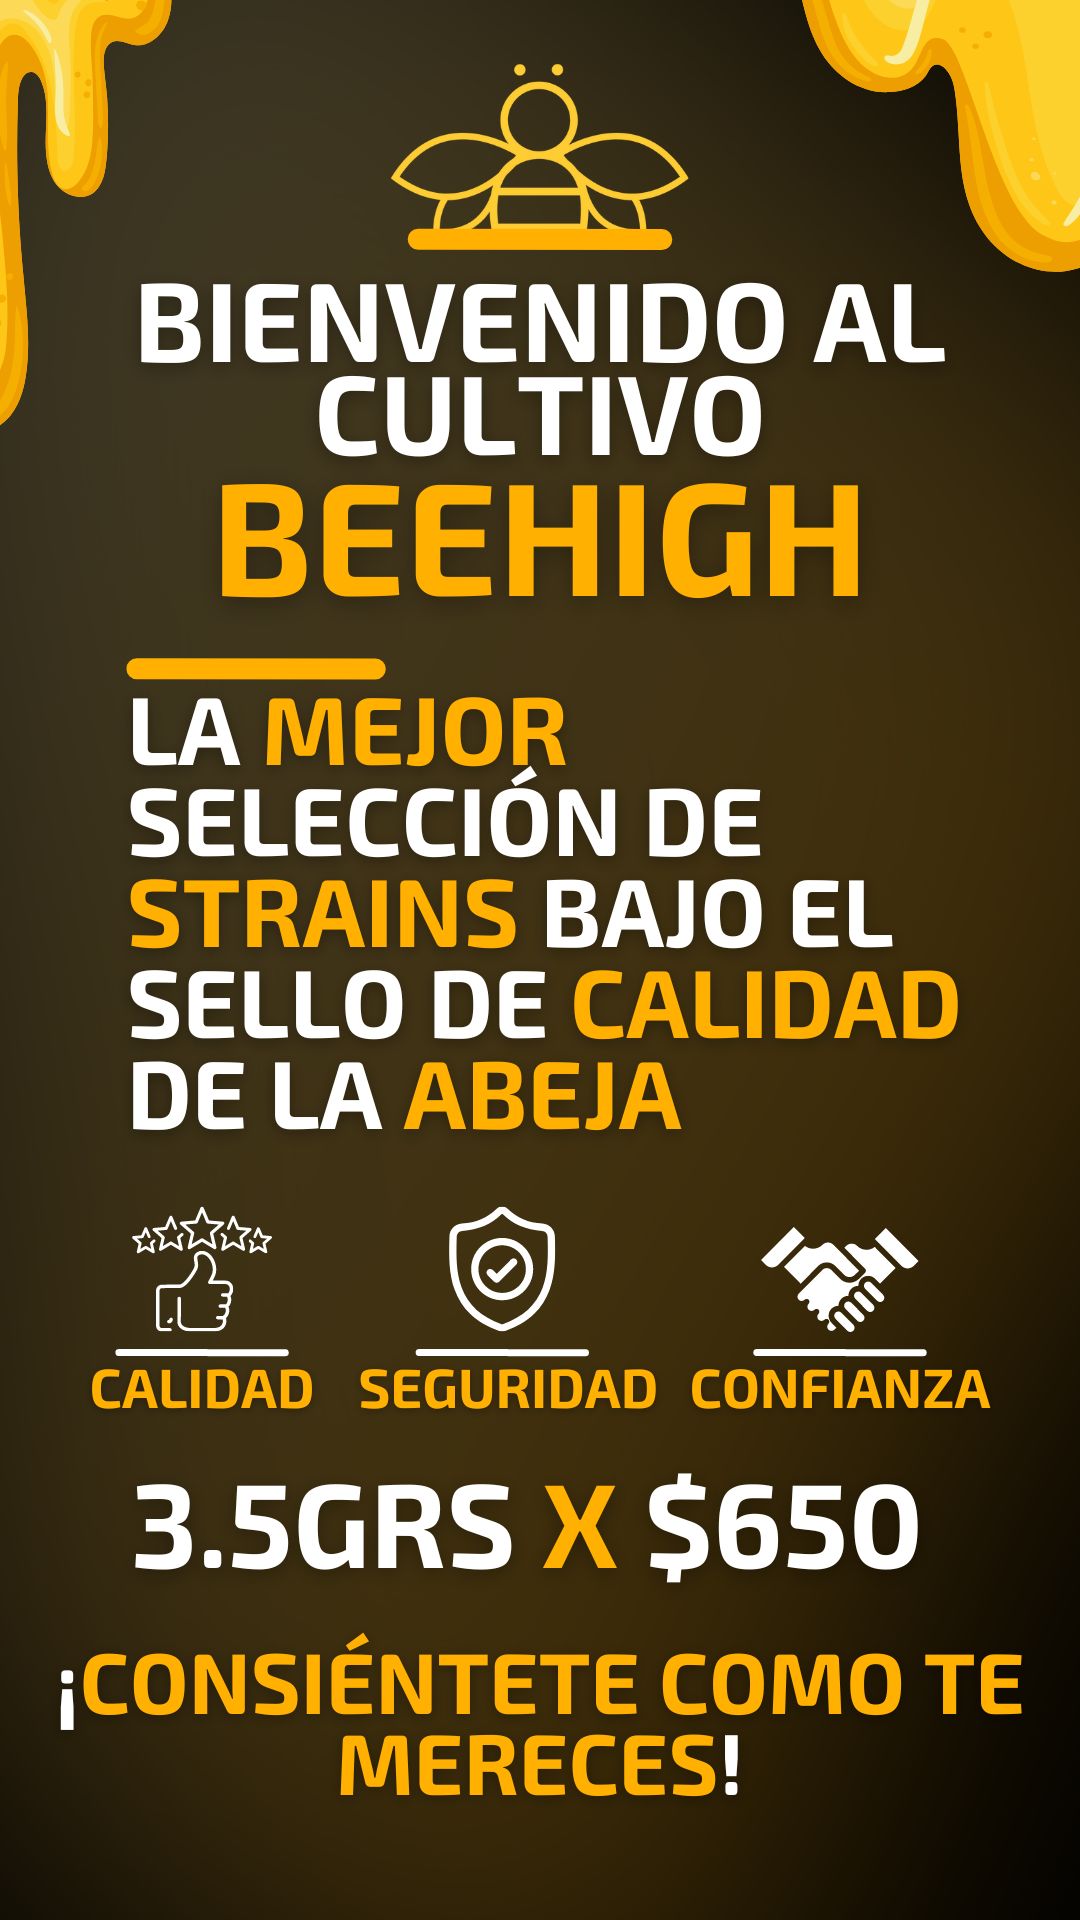 BIENVENIDO AL
CULTIVO
BEEHIGH
LA MEJOR
SELECCIÓN DE
STRAINS BAJO EL
SELLO DE CALIDAD
DE LA ABEJA
CALIDAD SEGURIDAD CONFIANZA
3.5GRS X $650
¡CONSIÉNTETE COMO TE
MERECES!